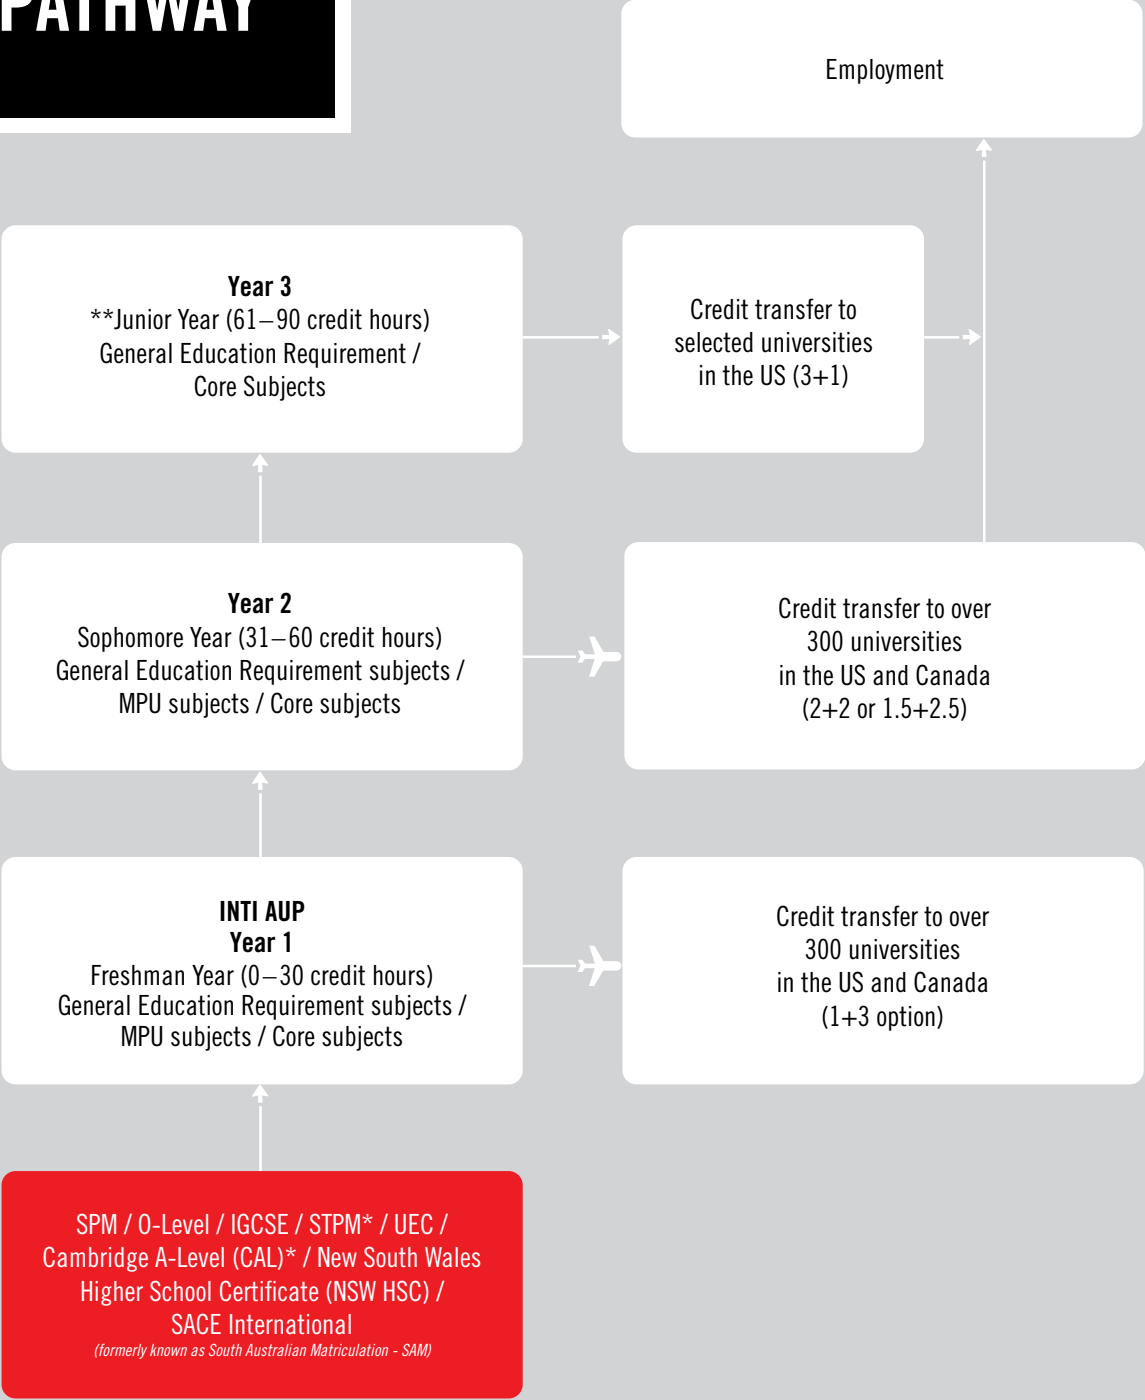 PATHWAY
Employment
Year 3
**Junior Year (61–90 credit hours)
General Education Requirement /
Core Subjects
Credit transfer to
selected universities
in the US (3+1)
Year 2
Sophomore Year (31–60 credit hours)
General Education Requirement subjects /
MPU subjects / Core subjects
Credit transfer to over
300 universities
in the US and Canada
(2+2 or 1.5+2.5)
INTI AUP
Year 1
Freshman Year (0–30 credit hours)
General Education Requirement subjects /
MPU subjects / Core subjects
Credit transfer to over
300 universities
in the US and Canada
(1+3 option)
SPM / O-Level / IGCSE / STPM* / UEC /
Cambridge A-Level (CAL)* / New South Wales
Higher School Certificate (NSW HSC) /
SACE International
(formerly known as South Australian Matriculation - SAM)